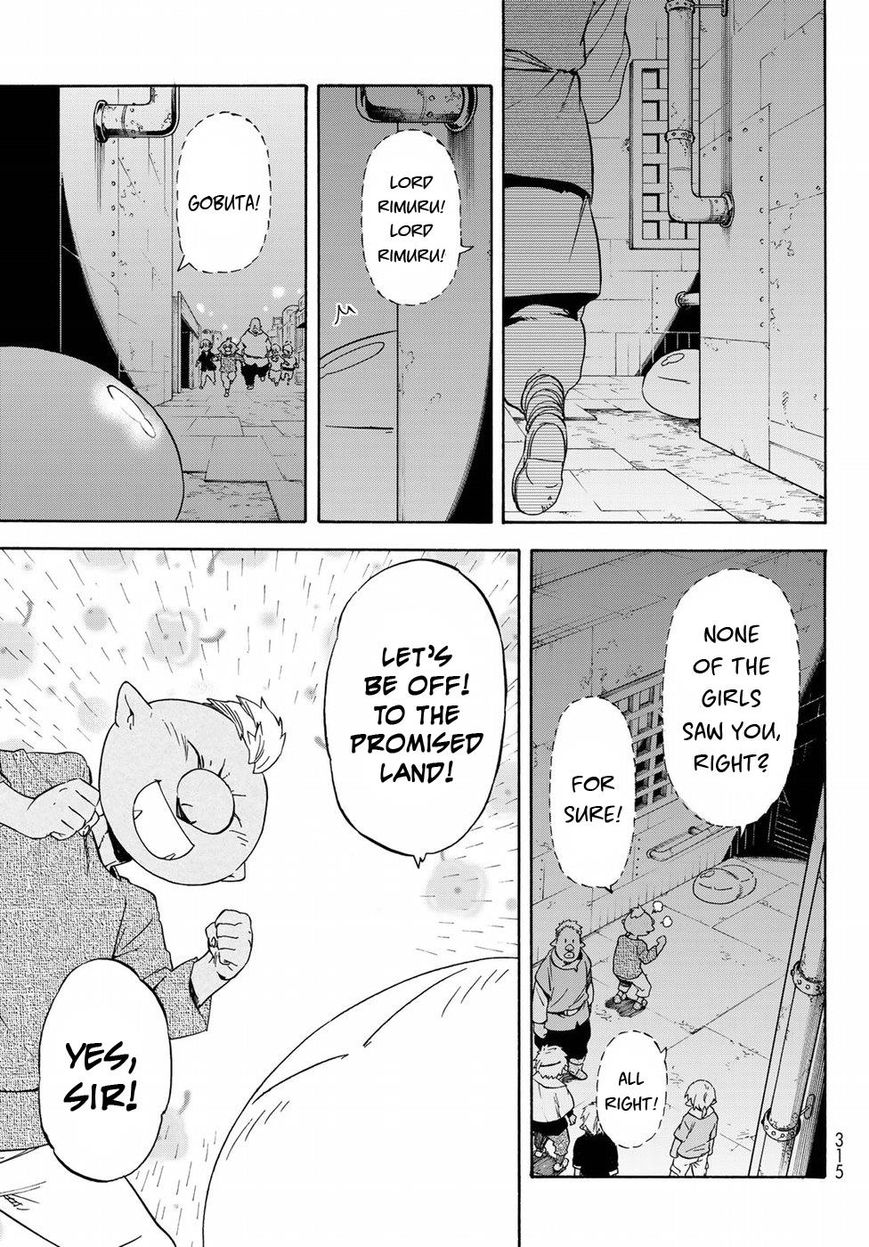 LORD
RIMURU!
LORD
RIMURU!
GOBUTA!
NONE
OF THE
GIRLS
SAW YOU,
RIGHT?
FOR
SURE!
ALL
RIGHT!
LET'S
BE OFF!
TO THE
PROMISED
LAND!
YES,
SIR!
315